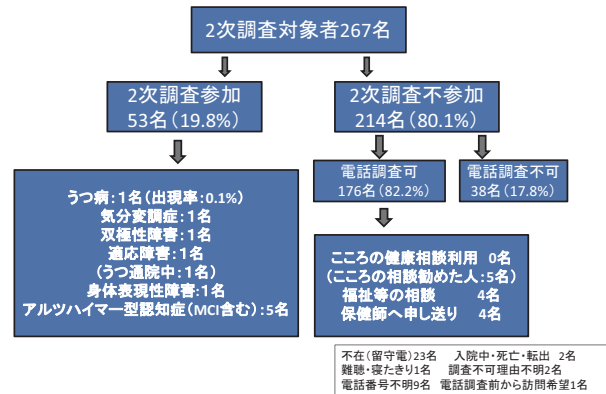 2次調査対象者267名
2次調査参加
53名（19.8%）
2次調査不参加
214名（80.1%）
電話調査可
176名（82.2%）
電話調査不可
38名（17.8%）
うつ病：1名（出現率：0.1%）
気分変調症：1名
双極性障害：1名
適応障害：1名
（うつ通院中：1名）
身体表現性障害：1名
アルツハイマー型認知症（MCI含む）：5名
こころの健康相談利用 0名
（こころの相談勧めた人：5名）
福祉等の相談 4名
保健師へ申し送り 4名
不在（留守電）23名 入院中・死亡・転出 2名
難聴・寝たきり1名 調査不可理由不明2名
電話番号不明9名 電話調査前から訪問希望1名